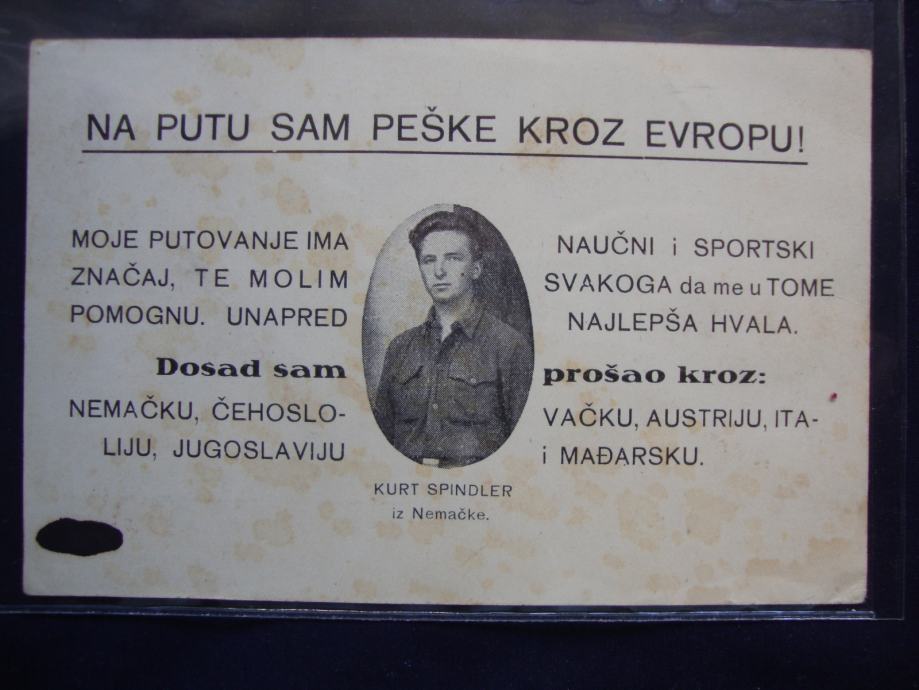 NA PUTU SAM PEŠKE KROZ EVROPU!
MOJE PUTOVANJE IMA NAUČNI i SPORTSKI
ZNAČAJ, TE MOLIM SVAKOGA da me u TOME
POMOGNU. UNAPRED NAJLEPŠA HVALA.
Dosad sam prošao kroz:
NEMAČKU, ČEHOSLO- VAČKU, AUSTRIJU, ITA-
LIJU, JUGOSLAVIJU i MAĐARSKU.
KURT SPINDLER
iz Nemačke.